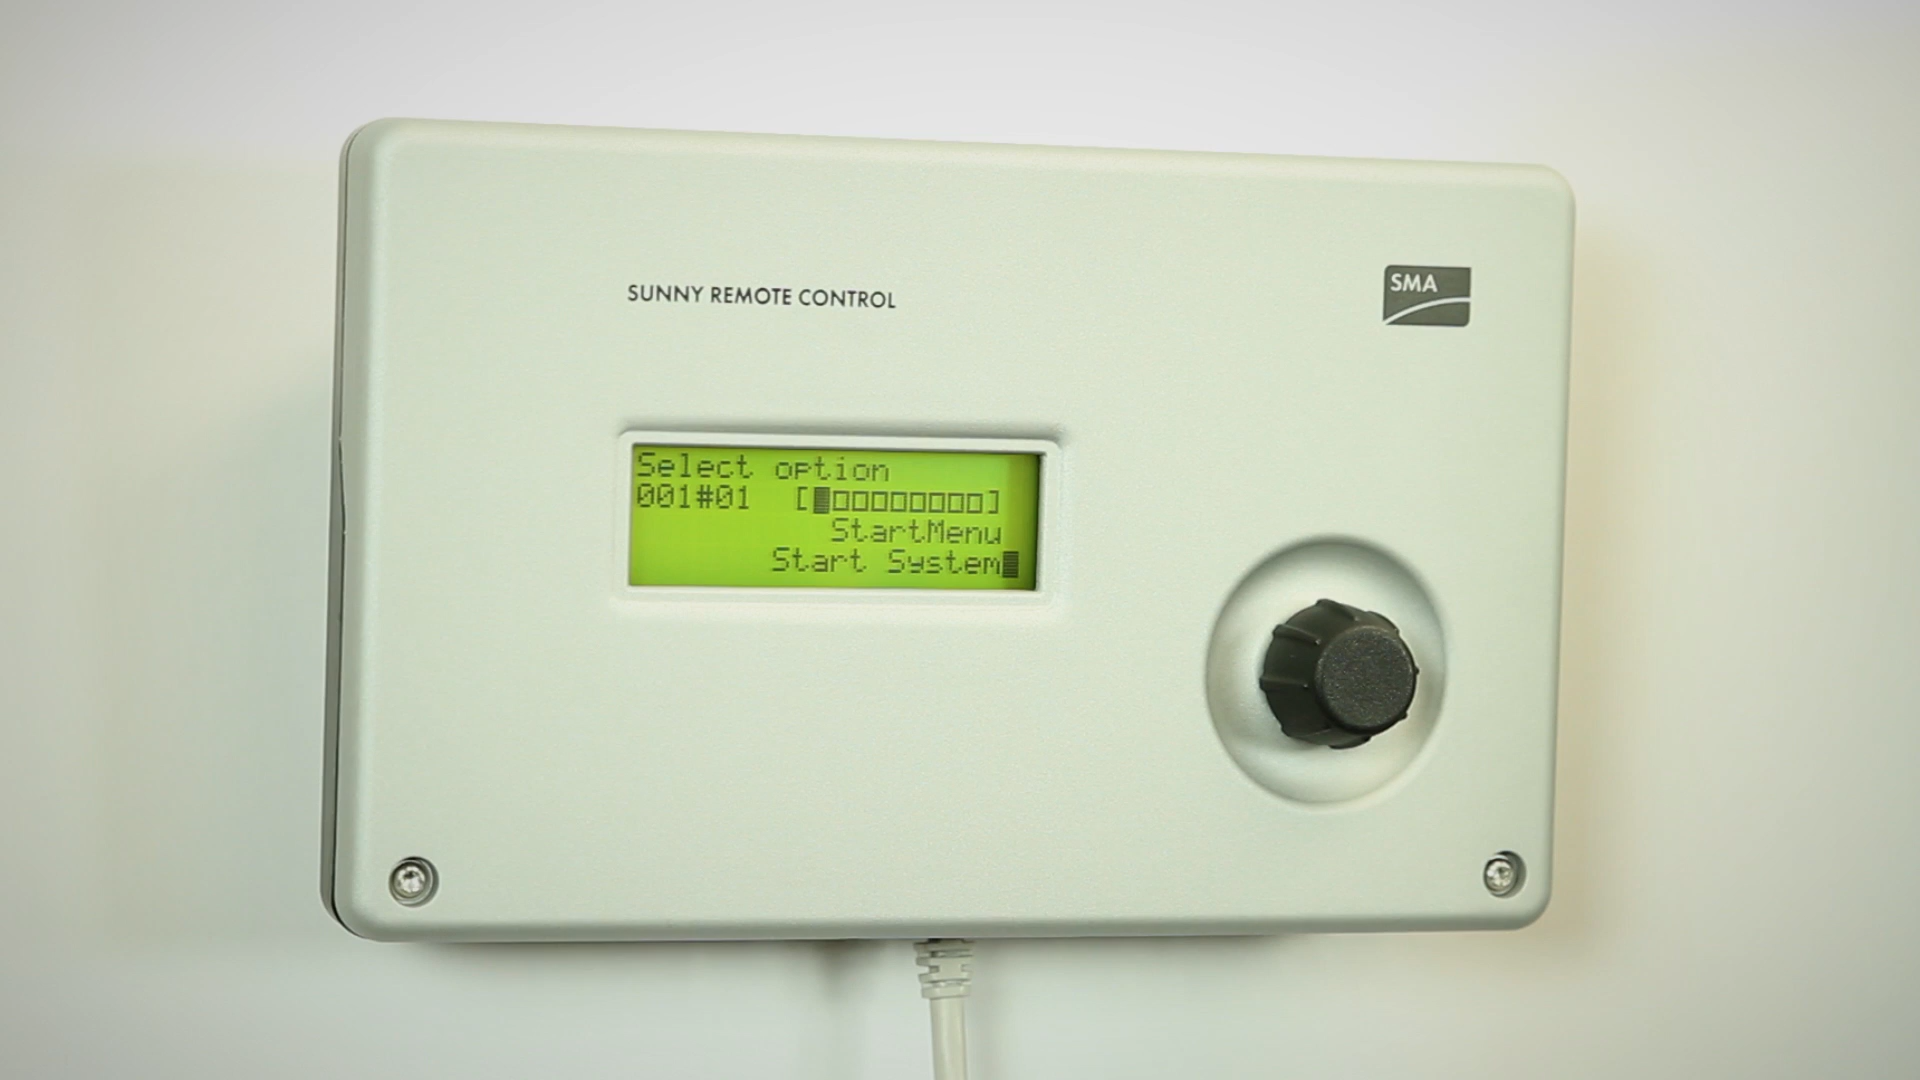 SUNNY REMOTE CONTROL
SMA
Select option
001#01 [█□□□□□□□□]
StartMenu
Start System█